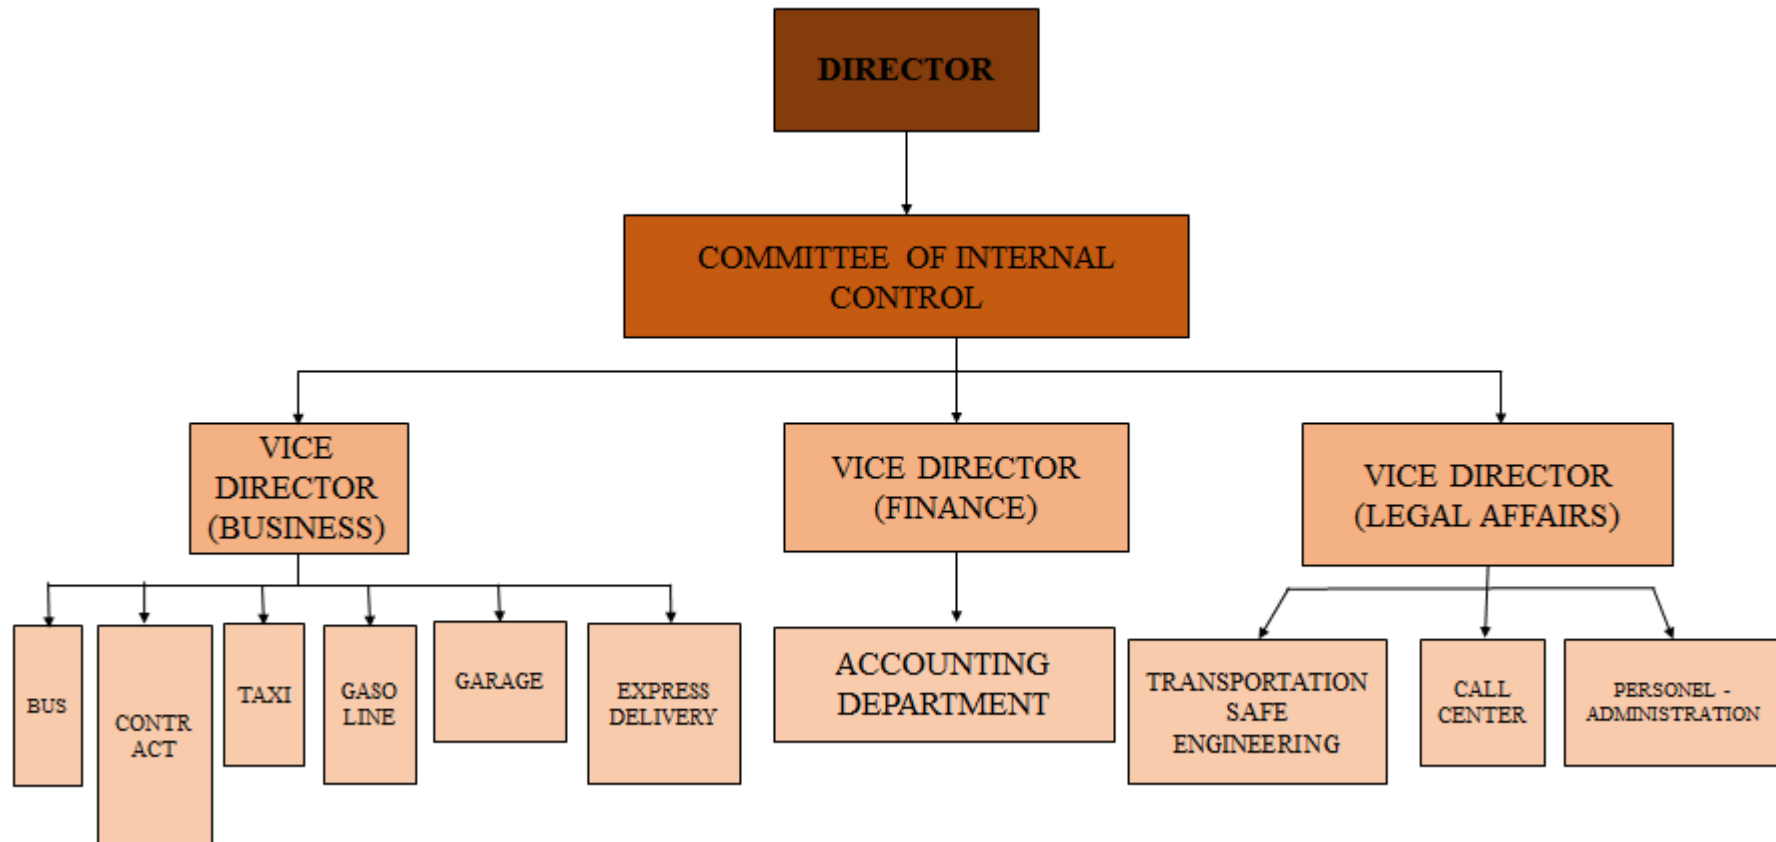 DIRECTOR
COMMITTEE OF INTERNAL
CONTROL
VICE
DIRECTOR
(BUSINESS)
VICE DIRECTOR
(FINANCE)
VICE DIRECTOR
(LEGAL AFFAIRS)
BUS
CONTR
ACT
TAXI
GASO
LINE
GARAGE
EXPRESS
DELIVERY
ACCOUNTING
DEPARTMENT
TRANSPORTATION
SAFE
ENGINEERING
CALL
CENTER
PERSONEL -
ADMINISTRATION